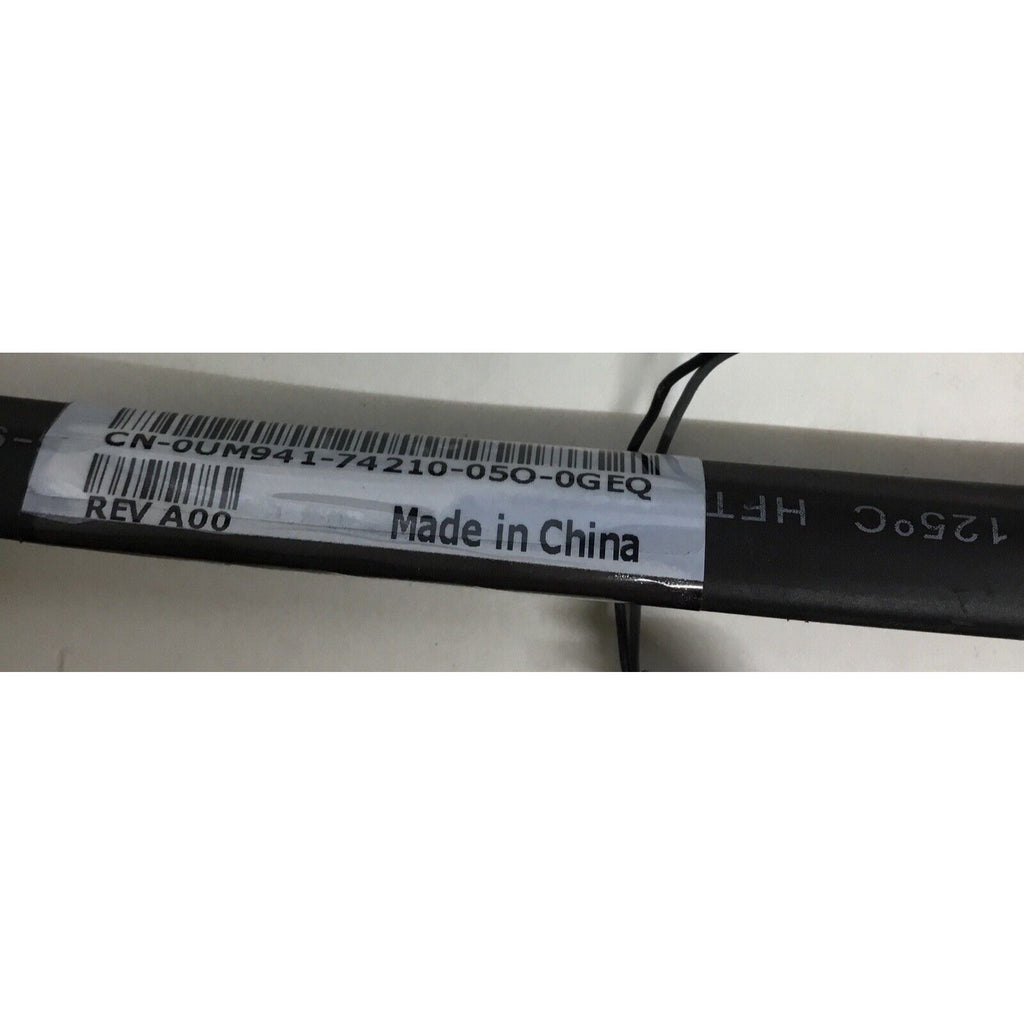 CN-0UM941-74210-05O-0GEQ
REV A00
Made in China
125°C HFT